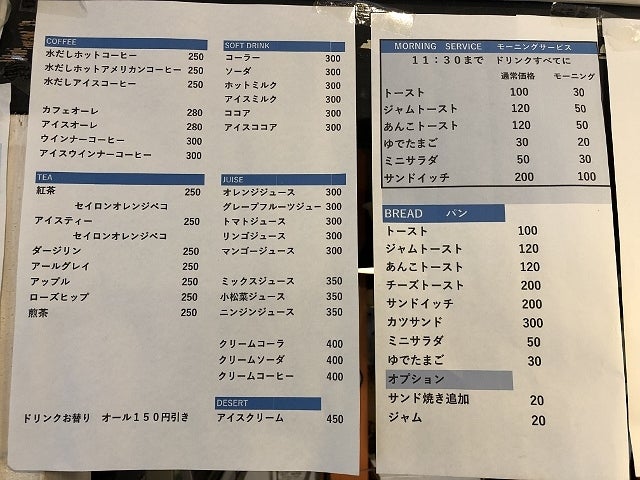 COFFEE
水だしホットコーヒー 250
水だしホットアメリカンコーヒー 250
水だしアイスコーヒー 250
カフェオーレ 280
アイスオーレ 280
ウインナーコーヒー 300
アイスウインナーコーヒー 300
TEA
紅茶 250
セイロンオレンジペコ
アイスティー 250
セイロンオレンジペコ
ダージリン 250
アールグレイ 250
アップル 250
ローズヒップ 250
煎茶 250
ドリンクお替り オール１５０円引き
SOFT DRINK
コーラー 300
ソーダ 300
ホットミルク 300
アイスミルク 300
ココア 300
アイスココア 300
JUISE
オレンジジュース 300
グレープフルーツジュー 300
トマトジュース 300
リンゴジュース 300
マンゴージュース 300
ミックスジュース 350
小松菜ジュース 350
ニンジンジュース 350
クリームコーラ 400
クリームソーダ 400
クリームコーヒー 400
DESERT
アイスクリーム 450
MORNING SERVICE モーニングサービス
１１：３０まで ドリンクすべてに
通常価格 モーニング
トースト 100 30
ジャムトースト 120 50
あんこトースト 120 50
ゆでたまご 30 20
ミニサラダ 50 30
サンドイッチ 200 100
BREAD パン
トースト 100
ジャムトースト 120
あんこトースト 120
チーズトースト 200
サンドイッチ 200
カツサンド 300
ミニサラダ 50
ゆでたまご 30
オプション
サンド焼き追加 20
ジャム 20